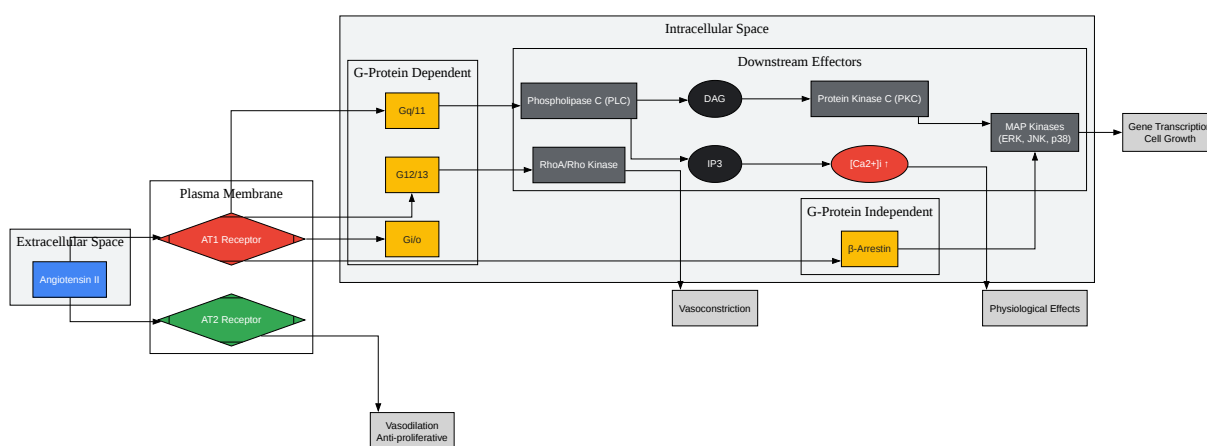 Intracellular Space
G-Protein Dependent
Downstream Effectors
Gq/11
Phospholipase C (PLC)
DAG
Protein Kinase C (PKC)
MAP Kinases
(ERK, JNK, p38)
Gene Transcription
Cell Growth
G12/13
RhoA/Rho Kinase
IP3
[Ca2+]i ↑
Plasma Membrane
Extracellular Space
Angiotensin II
AT1 Receptor
Gi/o
G-Protein Independent
β-Arrestin
AT2 Receptor
Vasoconstriction
Physiological Effects
Vasodilation
Anti-proliferative